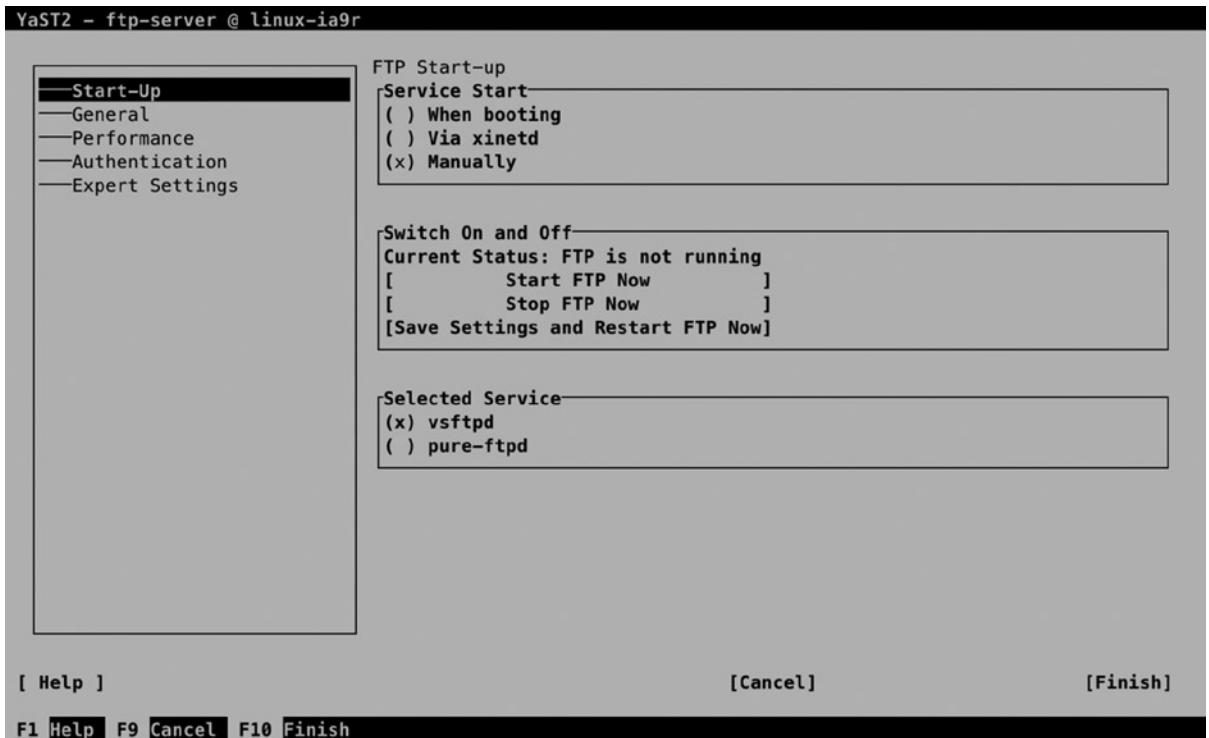 YaST2 - ftp-server @ linux-ia9r
Start-Up
General
Performance
Authentication
Expert Settings
FTP Start-up
Service Start
( ) When booting
( ) Via xinetd
(x) Manually
Switch On and Off
Current Status: FTP is not running
[ Start FTP Now ]
[ Stop FTP Now ]
[Save Settings and Restart FTP Now]
Selected Service
(x) vsftpd
( ) pure-ftpd
[ Help ] [Cancel] [Finish]
F1 Help F9 Cancel F10 Finish